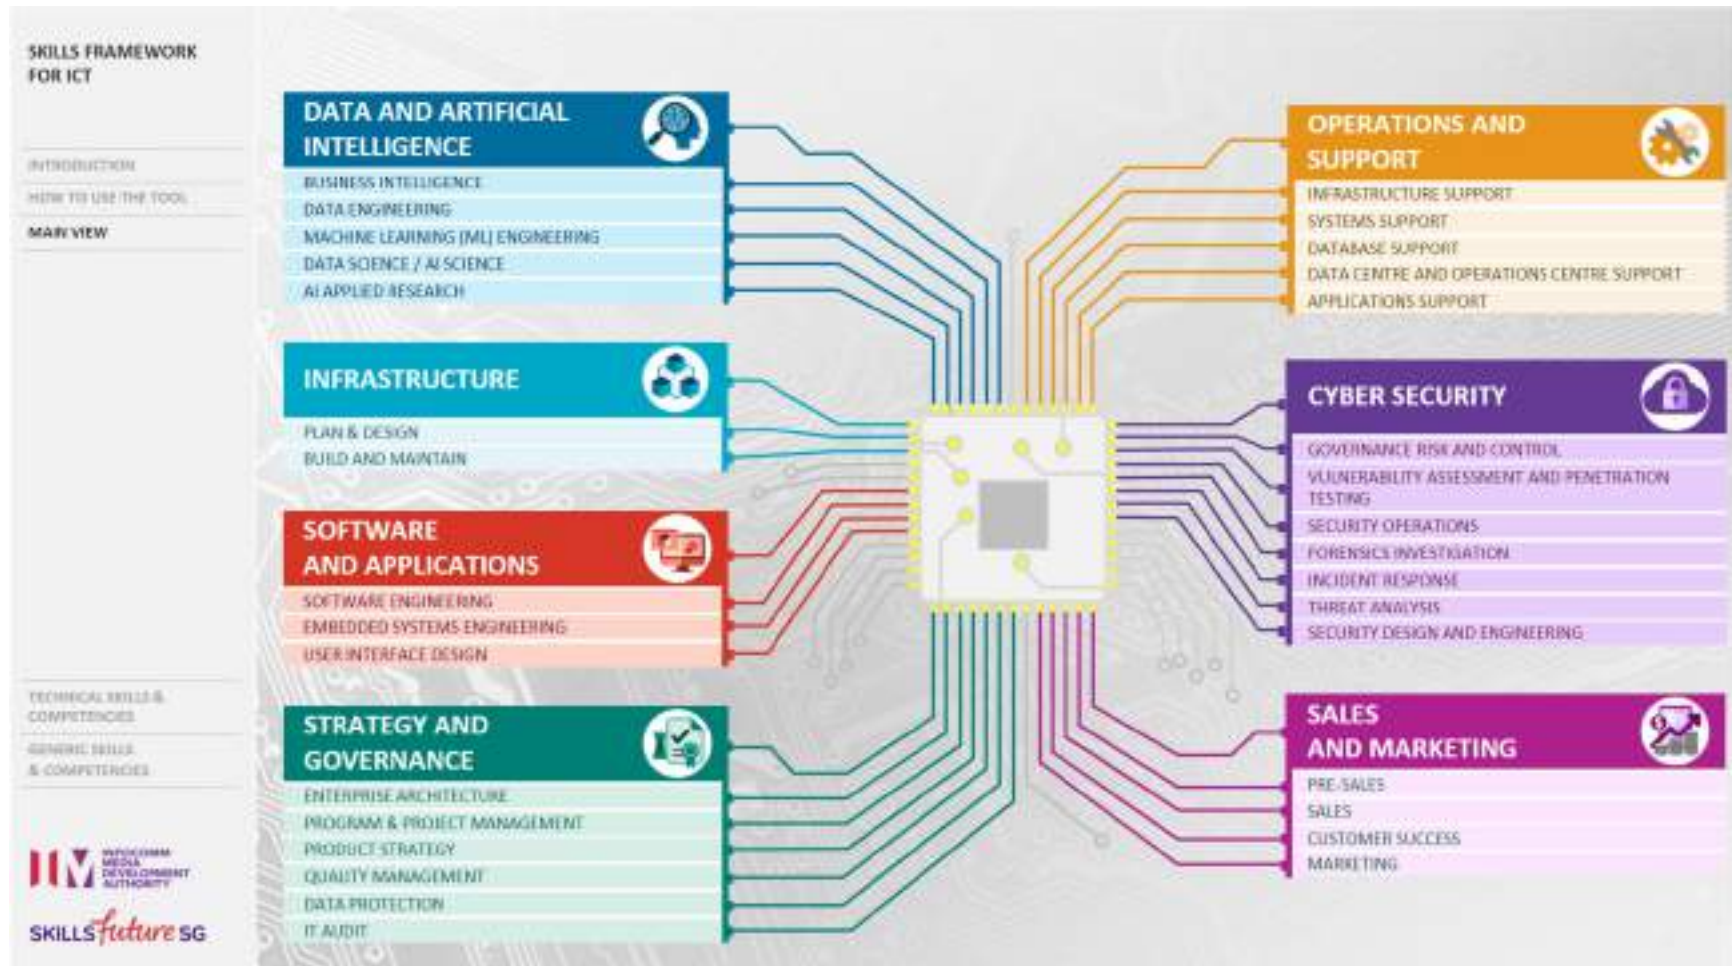 SKILLS FRAMEWORK
FOR ICT
INTRODUCTION
HOW TO USE THE TOOL
MAIN VIEW
TECHNICAL SKILLS &
COMPETENCIES
GENERIC SKILLS
& COMPETENCIES
INFOCOMM
MEDIA
DEVELOPMENT
AUTHORITY
SKILLS future SG
DATA AND ARTIFICIAL
INTELLIGENCE
BUSINESS INTELLIGENCE
DATA ENGINEERING
MACHINE LEARNING (ML) ENGINEERING
DATA SCIENCE / AI SCIENCE
AI APPLIED RESEARCH
INFRASTRUCTURE
PLAN & DESIGN
BUILD AND MAINTAIN
SOFTWARE
AND APPLICATIONS
SOFTWARE ENGINEERING
EMBEDDED SYSTEMS ENGINEERING
USER INTERFACE DESIGN
STRATEGY AND
GOVERNANCE
ENTERPRISE ARCHITECTURE
PROGRAM & PROJECT MANAGEMENT
PRODUCT STRATEGY
QUALITY MANAGEMENT
DATA PROTECTION
IT AUDIT
OPERATIONS AND
SUPPORT
INFRASTRUCTURE SUPPORT
SYSTEMS SUPPORT
DATABASE SUPPORT
DATA CENTRE AND OPERATIONS CENTRE SUPPORT
APPLICATIONS SUPPORT
CYBER SECURITY
GOVERNANCE RISK AND CONTROL
VULNERABILITY ASSESSMENT AND PENETRATION
TESTING
SECURITY OPERATIONS
FORENSICS INVESTIGATION
INCIDENT RESPONSE
THREAT ANALYSIS
SECURITY DESIGN AND ENGINEERING
SALES
AND MARKETING
PRE-SALES
SALES
CUSTOMER SUCCESS
MARKETING